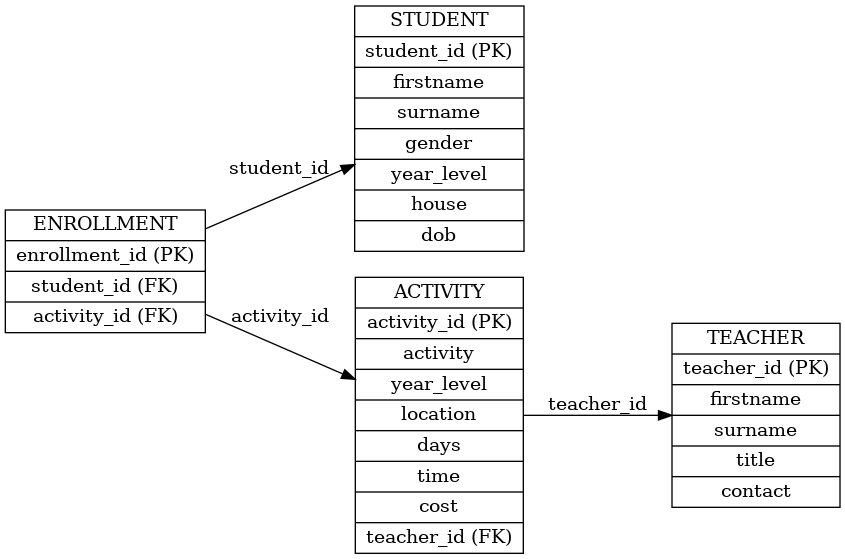 STUDENT
student_id (PK)
firstname
surname
gender
year_level
house
dob
student_id
ENROLLMENT
enrollment_id (PK)
student_id (FK)
activity_id (FK)
activity_id
ACTIVITY
activity_id (PK)
activity
year_level
location
days
time
cost
teacher_id (FK)
teacher_id
TEACHER
teacher_id (PK)
firstname
surname
title
contact